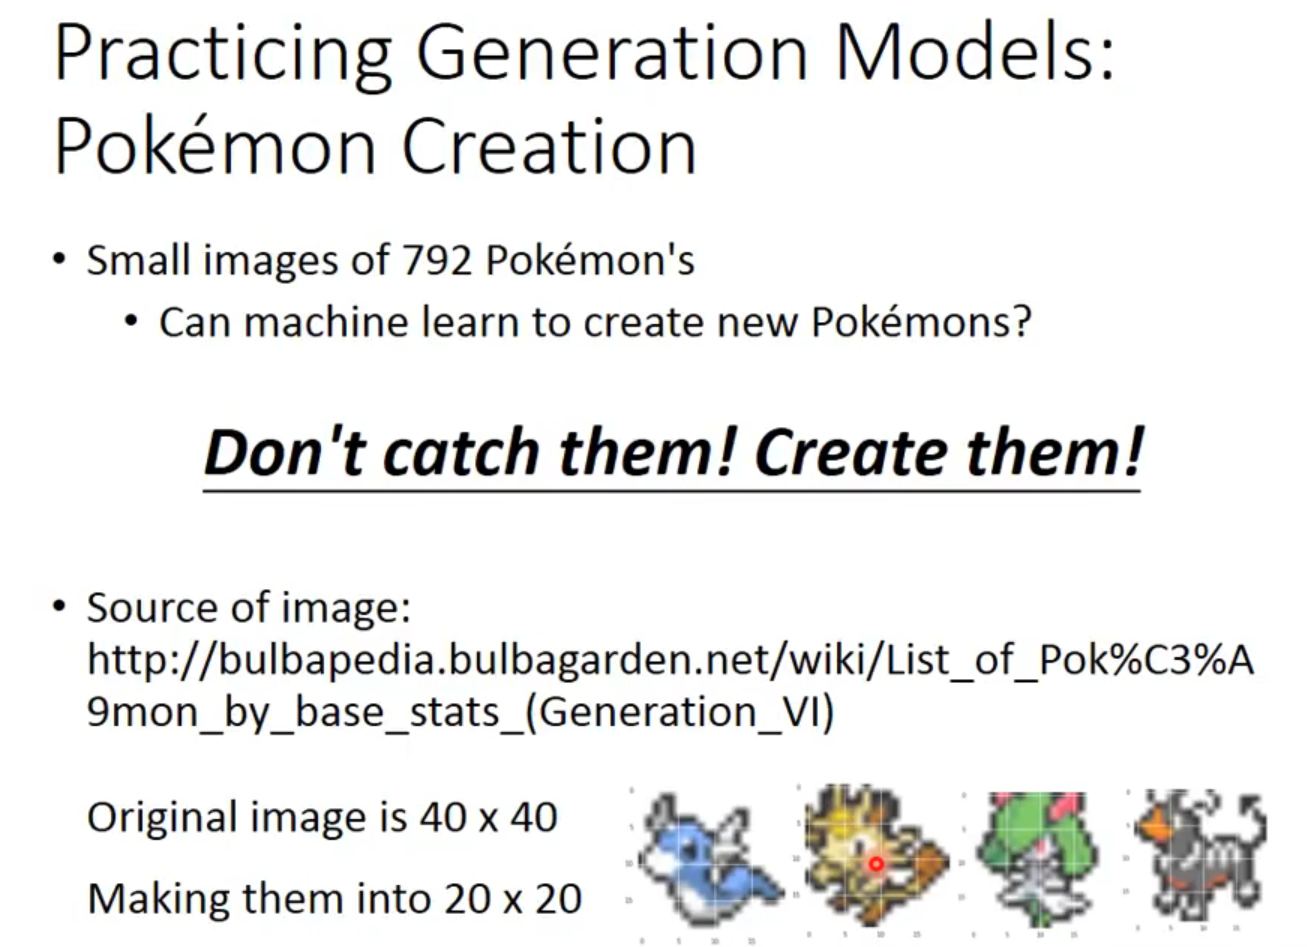 Practicing Generation Models:
Pokémon Creation
• Small images of 792 Pokémon's
• Can machine learn to create new Pokémons?
Don't catch them! Create them!
• Source of image:
http://bulbapedia.bulbagarden.net/wiki/List_of_Pok%C3%A
9mon_by_base_stats_(Generation_VI)
Original image is 40 x 40
Making them into 20 x 20